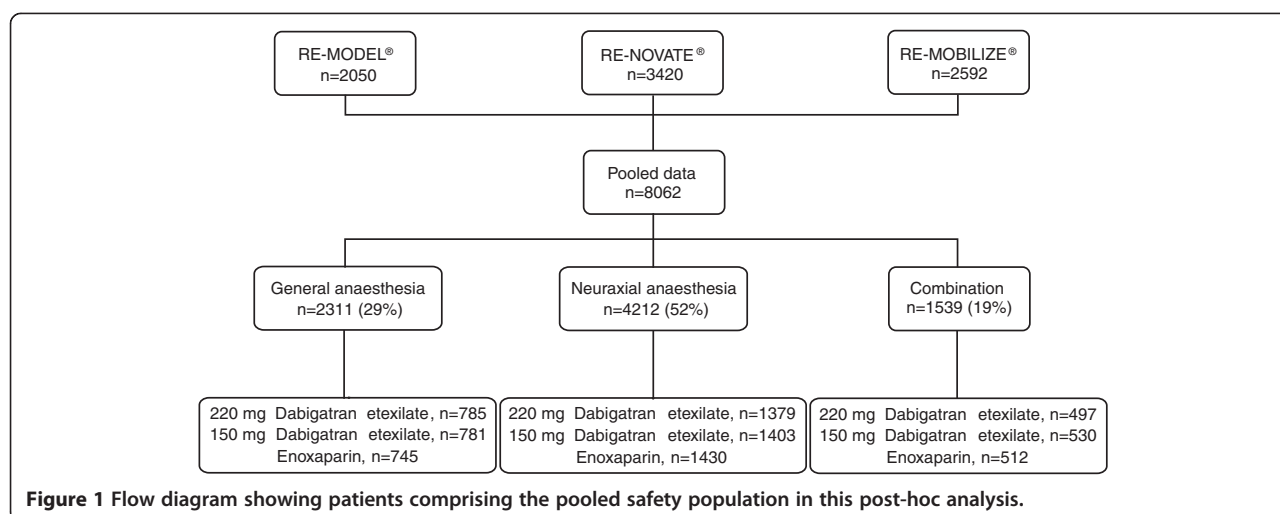 RE-MODEL®
n=2050
RE-NOVATE®
n=3420
RE-MOBILIZE®
n=2592
Pooled data
n=8062
General anaesthesia
n=2311 (29%)
Neuraxial anaesthesia
n=4212 (52%)
Combination
n=1539 (19%)
220 mg Dabigatran etexilate, n=785
150 mg Dabigatran etexilate, n=781
Enoxaparin, n=745
220 mg Dabigatran etexilate, n=1379
150 mg Dabigatran etexilate, n=1403
Enoxaparin, n=1430
220 mg Dabigatran etexilate, n=497
150 mg Dabigatran etexilate, n=530
Enoxaparin, n=512
Figure 1 Flow diagram showing patients comprising the pooled safety population in this post-hoc analysis.